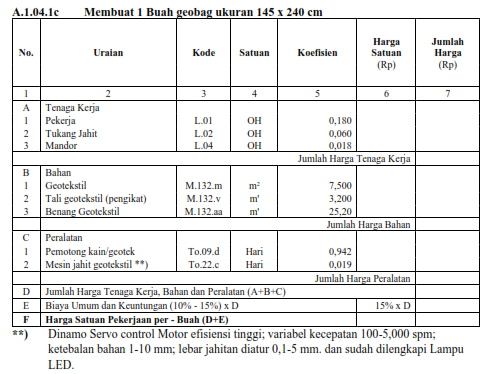 A.1.04.1c Membuat 1 Buah geobag ukuran 145 x 240 cm
No. Uraian Kode Satuan Koefisien Harga Satuan (Rp) Jumlah Harga (Rp)
1 2 3 4 5 6 7
A Tenaga Kerja
1 Pekerja L.01 OH 0,180
2 Tukang Jahit L.02 OH 0,060
3 Mandor L.04 OH 0,018
Jumlah Harga Tenaga Kerja
B Bahan
1 Geotekstil M.132.m m² 7,500
2 Tali geotekstil (pengikat) M.132.v m' 3,200
3 Benang Geotekstil M.132.aa m' 25,20
Jumlah Harga Bahan
C Peralatan
1 Pemotong kain/geotek To.09.d Hari 0,942
2 Mesin jahit geotekstil **) To.22.c Hari 0,019
Jumlah Harga Peralatan
D Jumlah Harga Tenaga Kerja, Bahan dan Peralatan (A+B+C)
E Biaya Umum dan Keuntungan (10% - 15%) x D 15% x D
F Harga Satuan Pekerjaan per - Buah (D+E)
**) Dinamo Servo control Motor efisiensi tinggi; variabel kecepatan 100-5,000 spm;
ketebalan bahan 1-10 mm; lebar jahitan diatur 0,1-5 mm. dan sudah dilengkapi Lampu
LED.